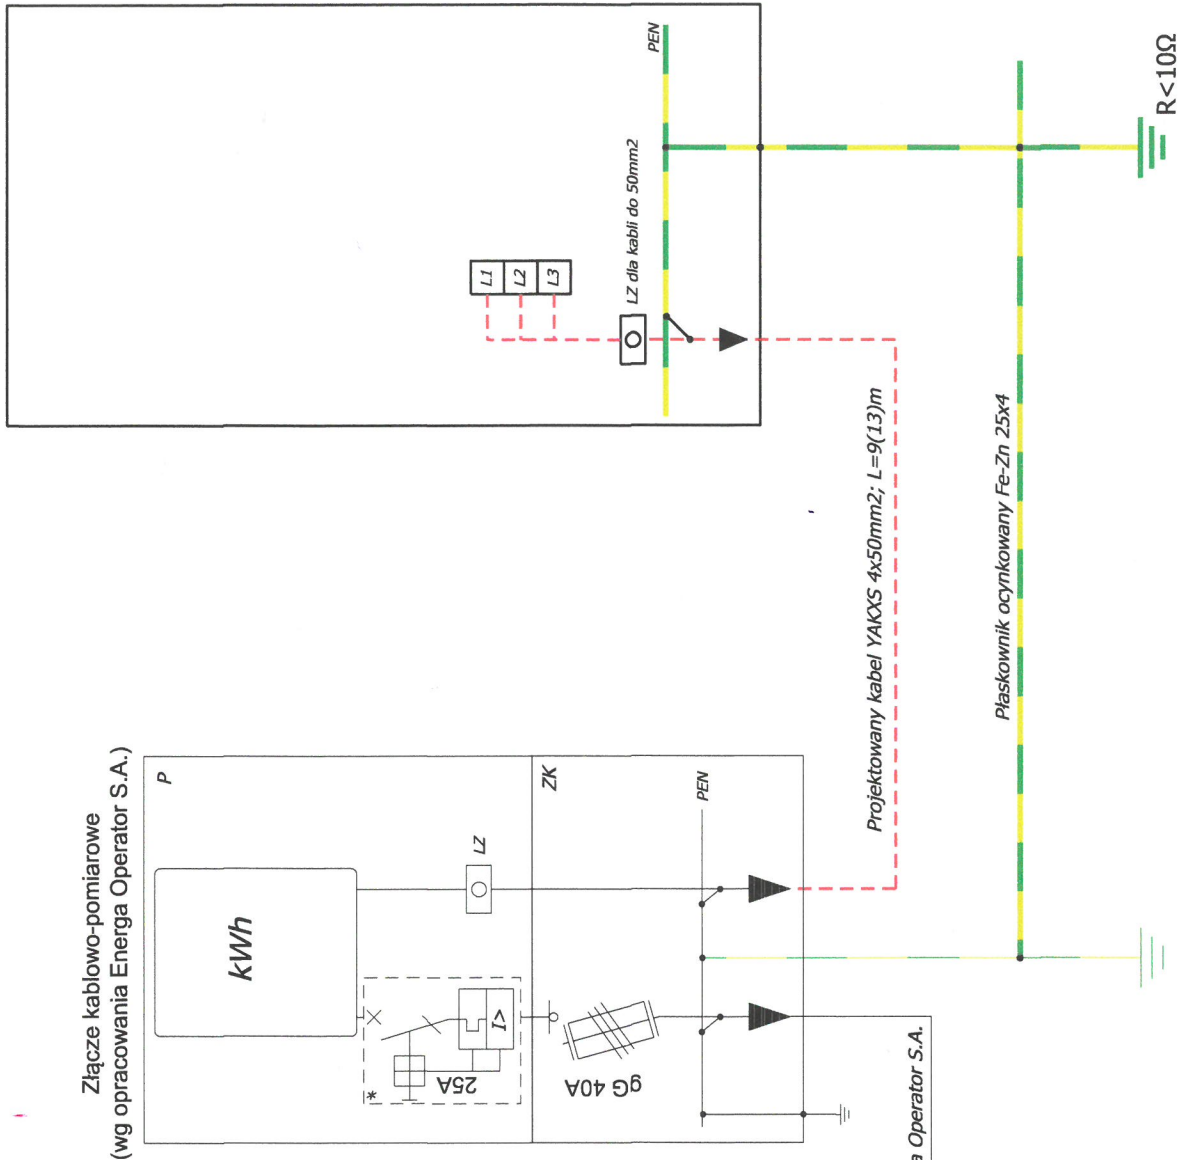 Złącze kablowo-pomiarowe
(wg opracowania Energa Operator S.A.)
P
kWh
LZ
*
25A
I>
ZK
gG 40A
PEN
a Operator S.A.
L1
L2
L3
LZ dla kabli do 50mm2
PEN
Projektowany kabel YAKXS 4x50mm2; L=9(13)m
Płaskownik ocynkowany Fe-Zn 25x4
R<10Ω